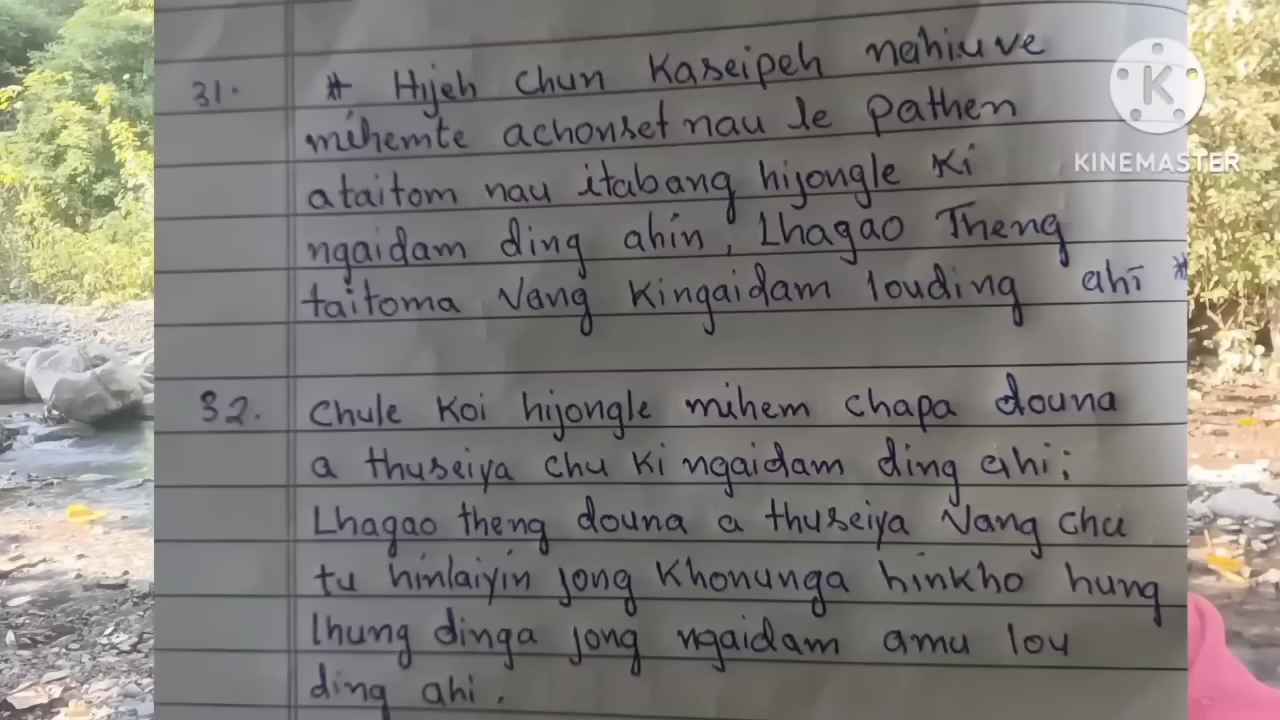 31. * Hijeh Chun Kaseipeh nahiuve
mihemte achonset nau le pathen
ataitom nau itabang hijongle Ki
ngaidam ding ahin, Lhagao Theng
taitoma Vang Kingaidam louding ahi *
32. Chule Koi hijongle mihem chapa douna
a thuseiya chu Ki ngaidam ding ahi;
Lhagao theng douna a thuseiya Vang chu
tu hinlaiyin jong Khonunga hinkho hung
lhung dinga jong ngaidam amu lou
ding ahi.
K
KINEMASTER